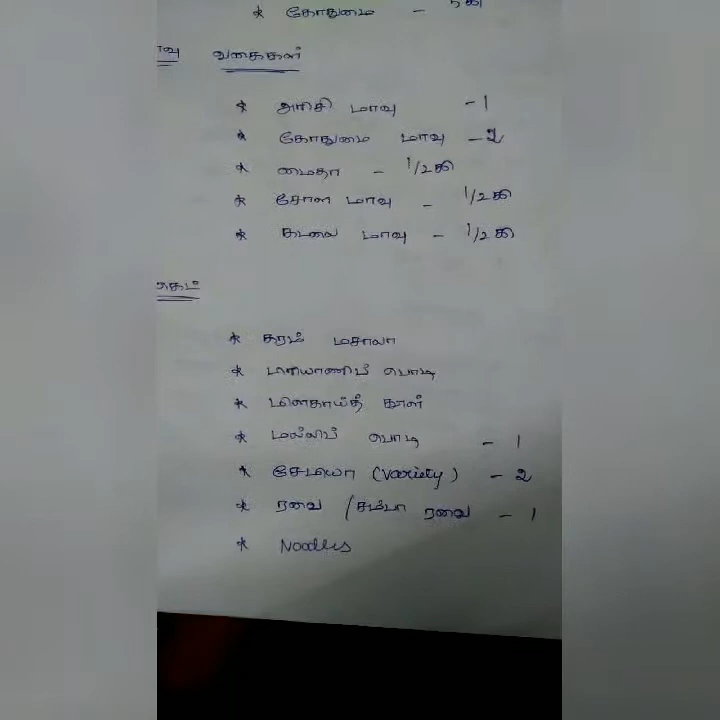 * கோதுமை - 5கி
வகைகள்
* அரிசி மாவு - 1
* கோதுமை மாவு - 2
* மைதா - 1/2கி
* சோள மாவு - 1/2கி
* கடலை மாவு - 1/2கி
* கரம் மசாலா
* பிரியாணிப் பொடி
* மிளகாய்த் தூள்
* மல்லிப் பொடி - 1
* சேமியா (variety) - 2
* ரவை / சம்பா ரவை - 1
* Noodles